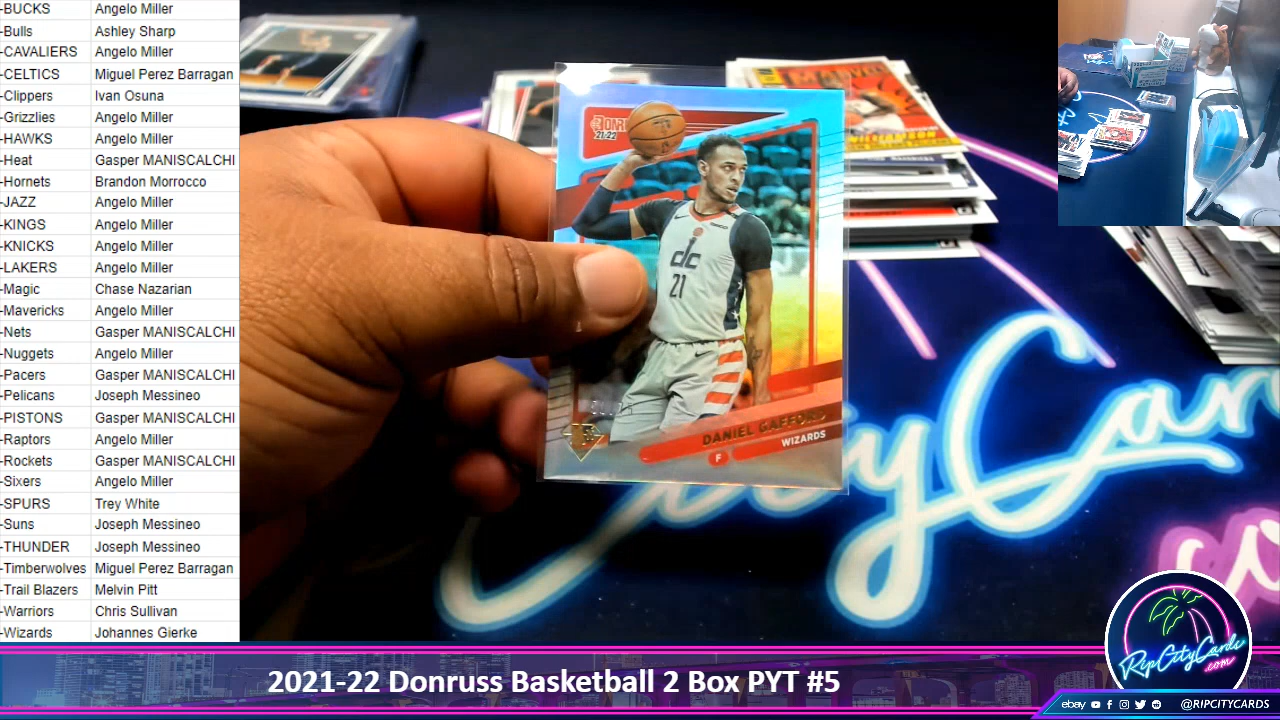 -BUCKS Angelo Miller
-Bulls Ashley Sharp
-CAVALIERS Angelo Miller
-CELTICS Miguel Perez Barragan
-Clippers Ivan Osuna
-Grizzlies Angelo Miller
-HAWKS Angelo Miller
-Heat Gasper MANISCALCHI
-Hornets Brandon Morrocco
-JAZZ Angelo Miller
-KINGS Angelo Miller
-KNICKS Angelo Miller
-LAKERS Angelo Miller
-Magic Chase Nazarian
-Mavericks Angelo Miller
-Nets Gasper MANISCALCHI
-Nuggets Angelo Miller
-Pacers Gasper MANISCALCHI
-Pelicans Joseph Messineo
-PISTONS Gasper MANISCALCHI
-Raptors Angelo Miller
-Rockets Gasper MANISCALCHI
-Sixers Angelo Miller
-SPURS Trey White
-Suns Joseph Messineo
-THUNDER Joseph Messineo
-Timberwolves Miguel Perez Barragan
-Trail Blazers Melvin Pitt
-Warriors Chris Sullivan
-Wizards Johannes Gierke
21/22
dc
21
DANIEL GAFFORD
WIZARDS
F
RipCityCards
.com
2021-22 Donruss Basketball 2 Box PYT #5
ebay @RIPCITYCARDS